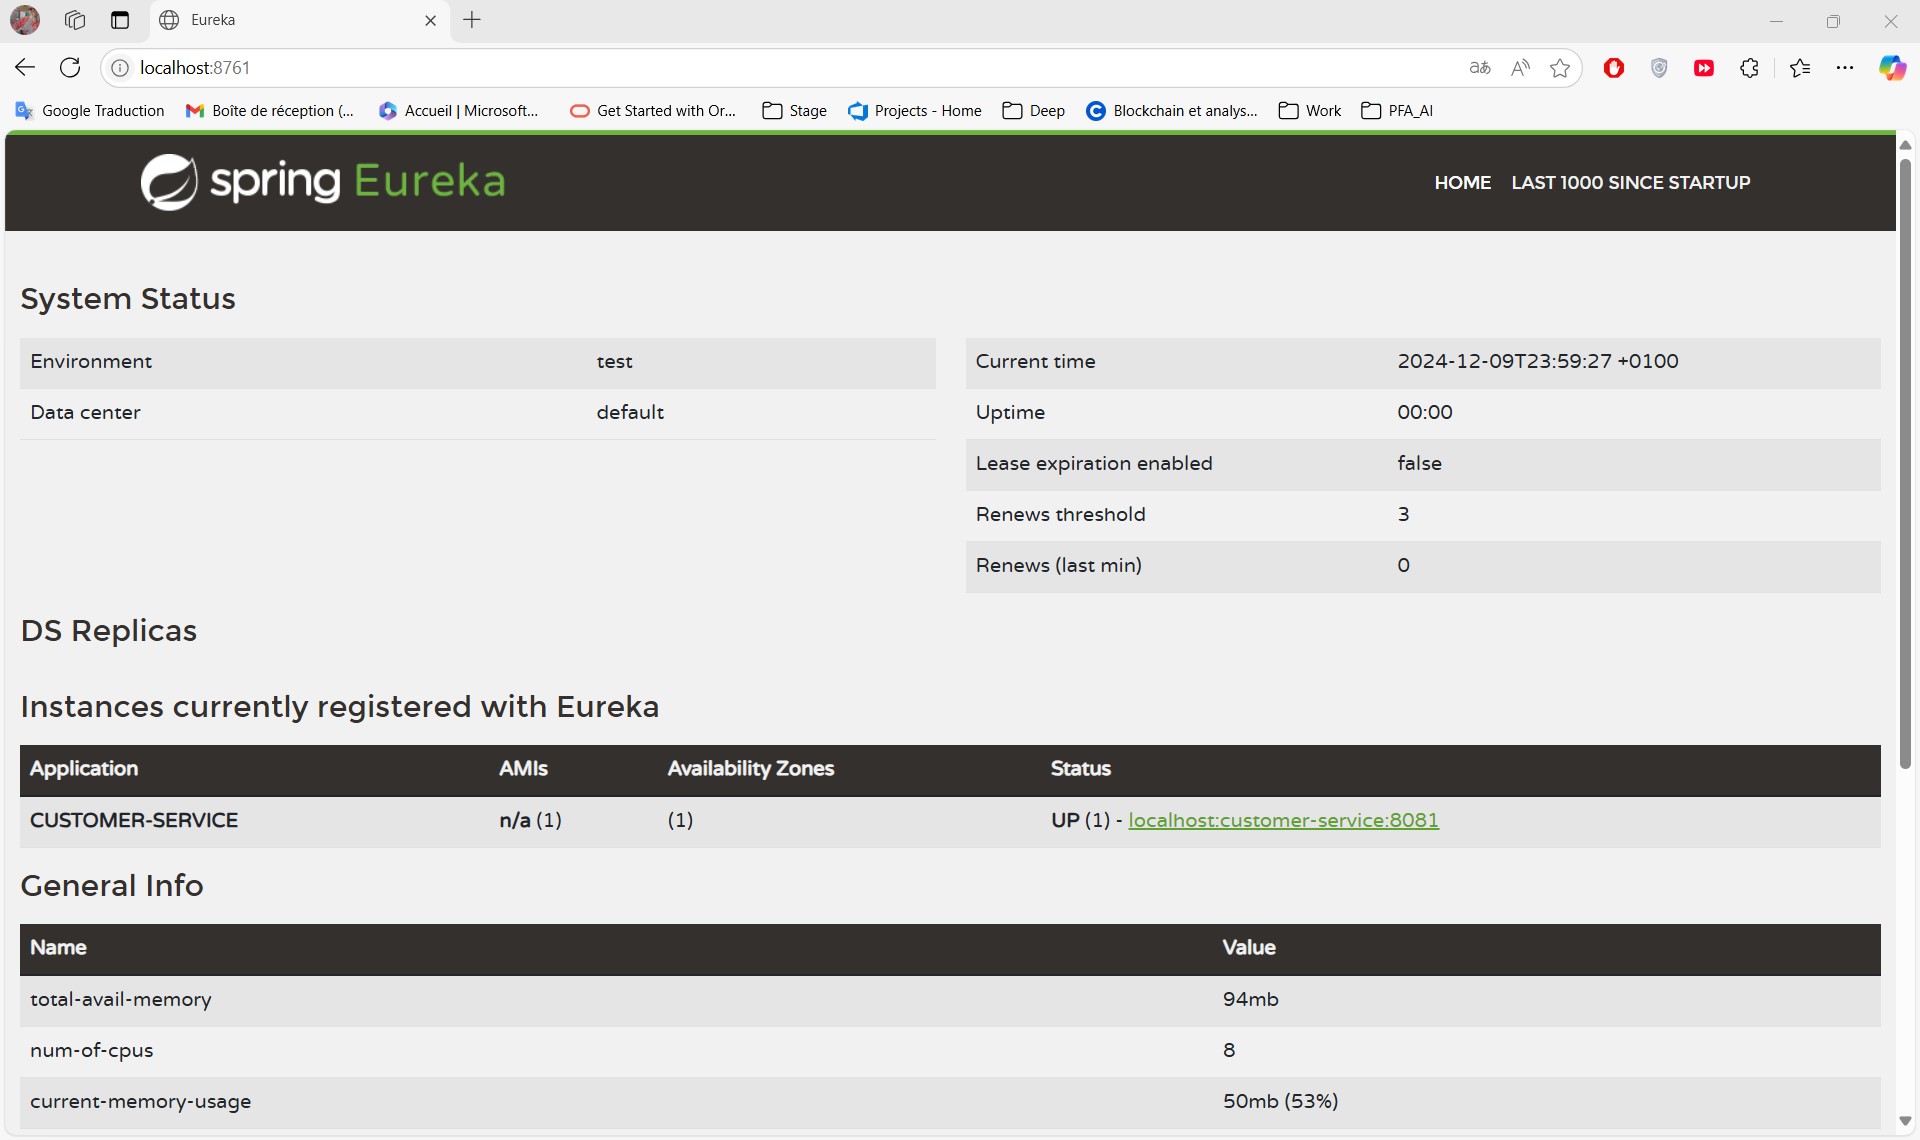 Eureka
localhost:8761
Google Traduction
Boîte de réception (...
Accueil | Microsoft...
Get Started with Or...
Stage
Projects - Home
Deep
Blockchain et analys...
Work
PFA_AI
spring Eureka
HOME LAST 1000 SINCE STARTUP
System Status
Environment test
Data center default
Current time 2024-12-09T23:59:27 +0100
Uptime 00:00
Lease expiration enabled false
Renews threshold 3
Renews (last min) 0
DS Replicas
Instances currently registered with Eureka
Application AMIs Availability Zones Status
CUSTOMER-SERVICE n/a (1) (1) UP (1) - localhost:customer-service:8081
General Info
Name Value
total-avail-memory 94mb
num-of-cpus 8
current-memory-usage 50mb (53%)